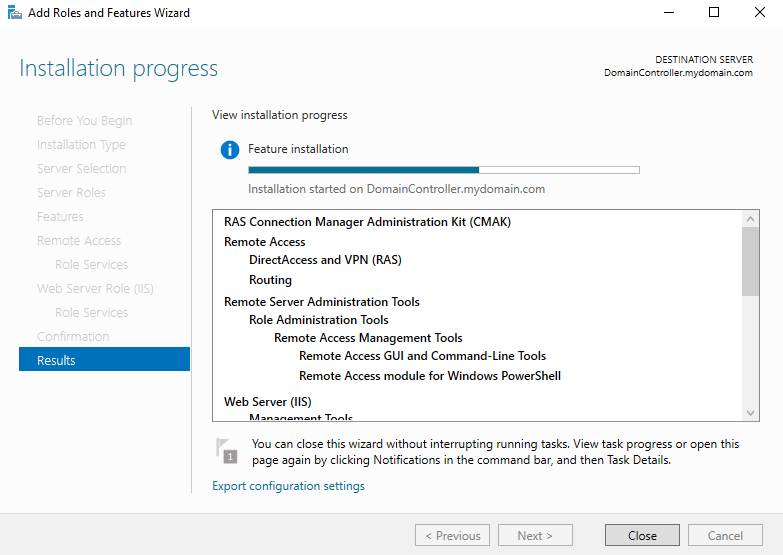 Add Roles and Features Wizard
Installation progress
DESTINATION SERVER
DomainController.mydomain.com
Before You Begin
Installation Type
Server Selection
Server Roles
Features
Remote Access
Role Services
Web Server Role (IIS)
Role Services
Confirmation
Results
View installation progress
Feature installation
Installation started on DomainController.mydomain.com
RAS Connection Manager Administration Kit (CMAK)
Remote Access
DirectAccess and VPN (RAS)
Routing
Remote Server Administration Tools
Role Administration Tools
Remote Access Management Tools
Remote Access GUI and Command-Line Tools
Remote Access module for Windows PowerShell
Web Server (IIS)
Management Tools
1
You can close this wizard without interrupting running tasks. View task progress or open this
page again by clicking Notifications in the command bar, and then Task Details.
Export configuration settings
< Previous
Next >
Close
Cancel